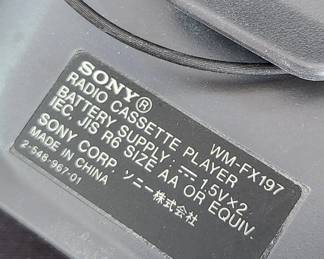 SONY® WM-FX197
RADIO CASSETTE PLAYER
BATTERY SUPPLY: ⎓ 1.5V×2
IEC, JIS R6 SIZE AA OR EQUIV.
SONY CORP. ソニー株式会社
MADE IN CHINA
2-548-967-01